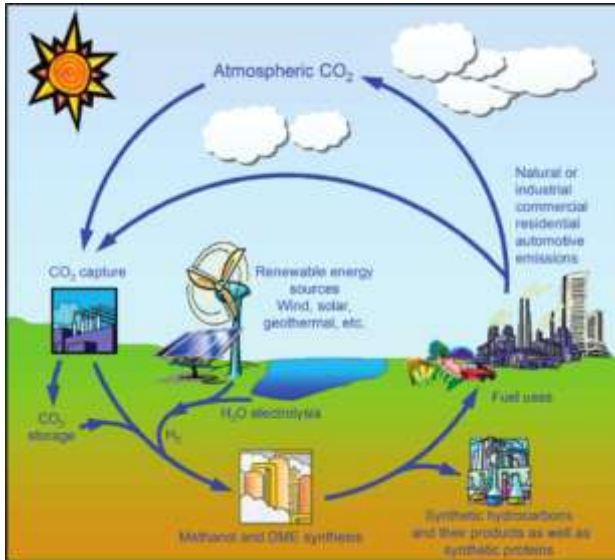 Atmospheric CO₂
Natural or
industrial
commercial
residential
automotive
emissions
CO₂ capture
Renewable energy
sources
Wind, solar,
geothermal, etc.
CO₂
storage
H₂
H₂O electrolysis
Fuel uses
Methanol and DME synthesis
Synthetic hydrocarbons
and their products as well as
synthetic proteins